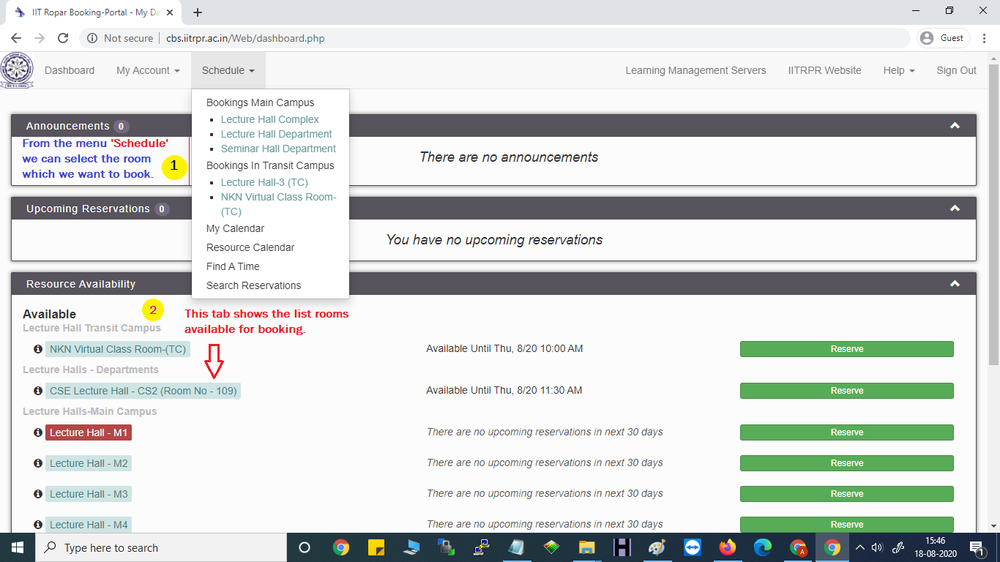 IIT Ropar Booking-Portal - My Da
Not secure
cbs.iitrpr.ac.in/Web/dashboard.php
Guest
Dashboard
My Account
Schedule
Learning Management Servers
IITRPR Website
Help
Sign Out
Bookings Main Campus
Lecture Hall Complex
Lecture Hall Department
Seminar Hall Department
Bookings In Transit Campus
Lecture Hall-3 (TC)
NKN Virtual Class Room-
(TC)
My Calendar
Resource Calendar
Find A Time
Search Reservations
Announcements 0
From the menu 'Schedule'
we can select the room
which we want to book.
1
There are no announcements
Upcoming Reservations 0
You have no upcoming reservations
Resource Availability
2
This tab shows the list rooms
available for booking.
Available
Lecture Hall Transit Campus
NKN Virtual Class Room-(TC)
Available Until Thu, 8/20 10:00 AM
Reserve
Lecture Halls - Departments
CSE Lecture Hall - CS2 (Room No - 109)
Available Until Thu, 8/20 11:30 AM
Reserve
Lecture Halls-Main Campus
Lecture Hall - M1
There are no upcoming reservations in next 30 days
Reserve
Lecture Hall - M2
There are no upcoming reservations in next 30 days
Reserve
Lecture Hall - M3
There are no upcoming reservations in next 30 days
Reserve
Lecture Hall - M4
There are no upcoming reservations in next 30 days
Reserve
Type here to search
H
A
15:46
18-08-2020
1